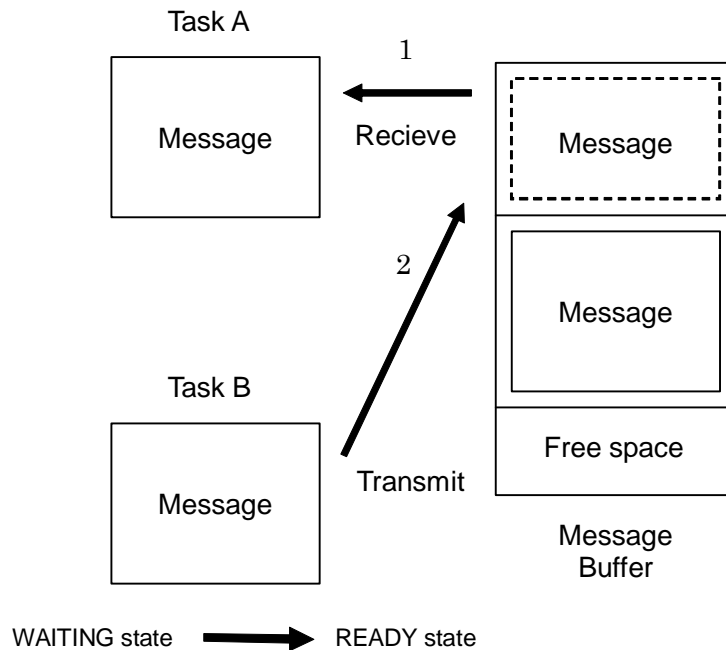 Task A
1
Message
Recieve
Message
2
Message
Task B
Message
Transmit
Free space
Message
Buffer
WAITING state
READY state